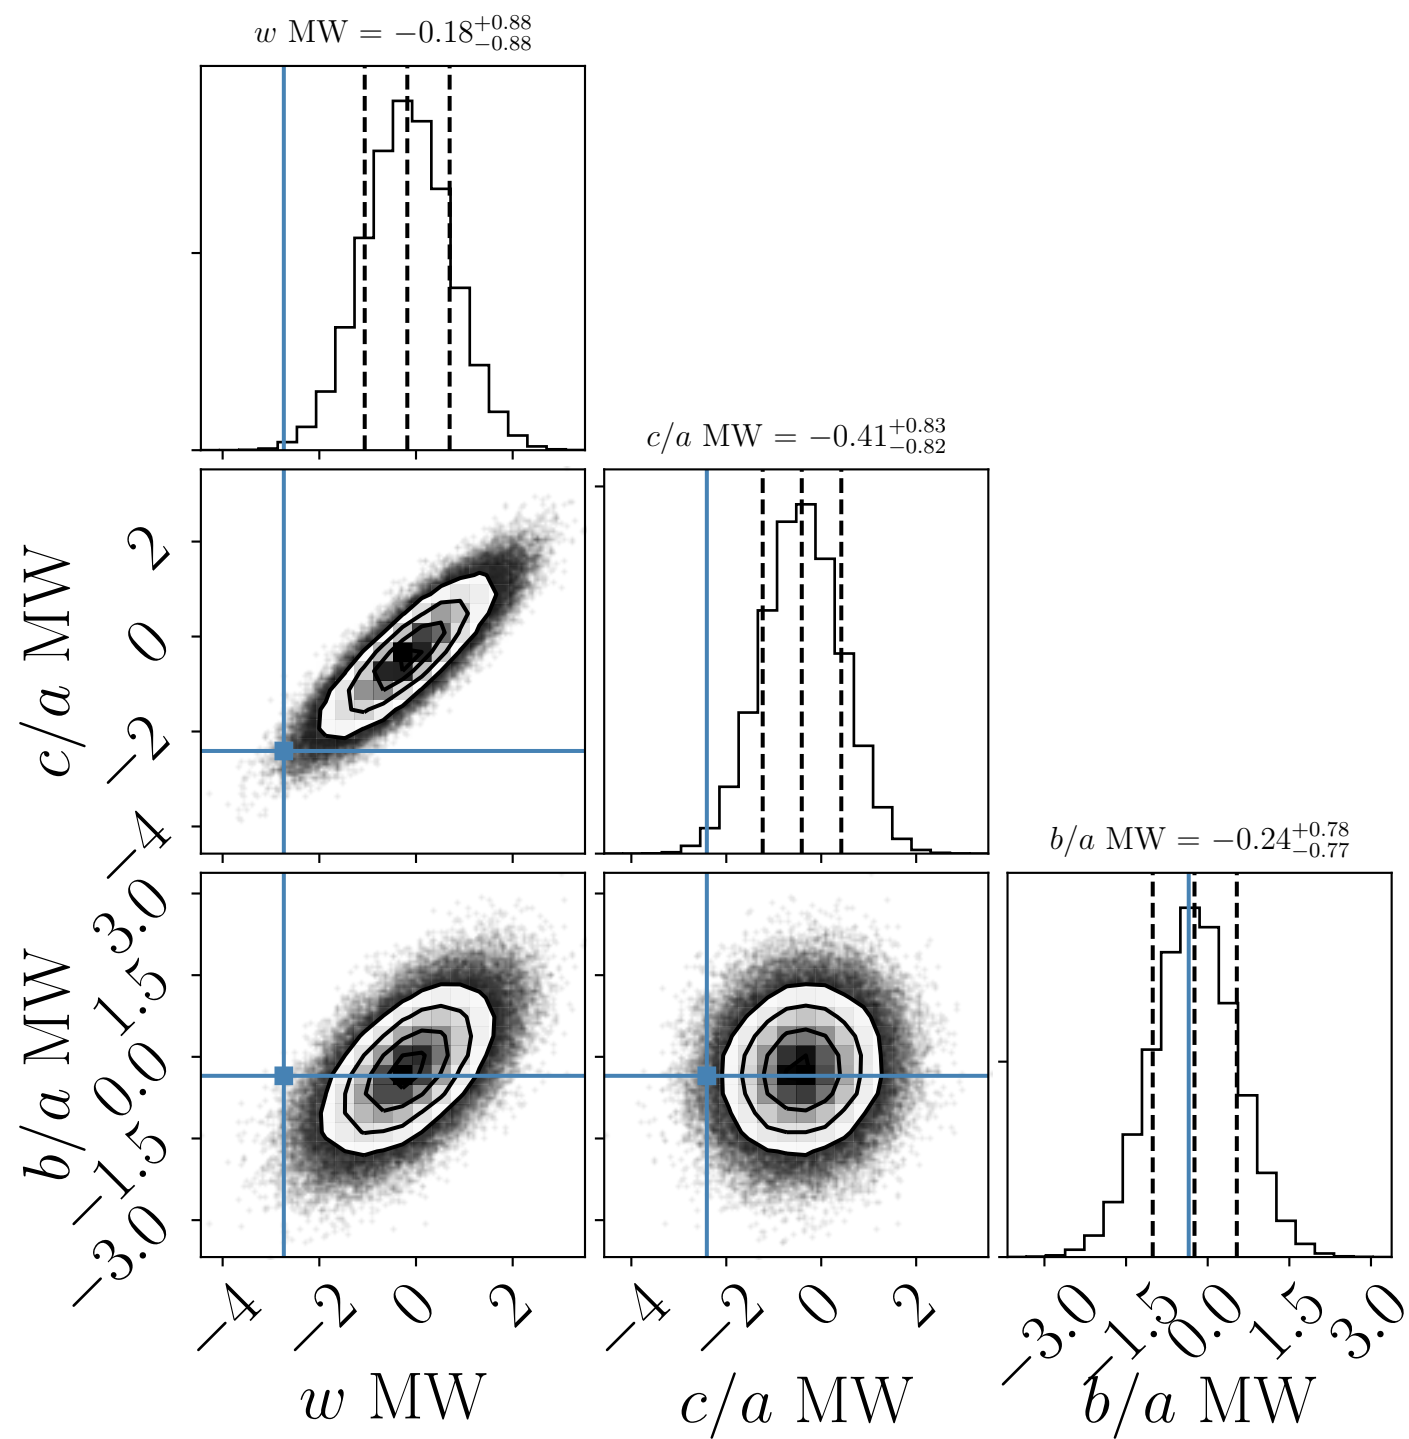 w MW = −0.18+0.88−0.88
c/a MW = −0.41+0.83−0.82
c/a MW
2
0
−2
−4
b/a MW = −0.24+0.78−0.77
b/a MW
3.0
1.5
0.0
−1.5
−3.0
−4 −2 0 2
w MW
−4 −2 0 2
c/a MW
−3.0 −1.5 0.0 1.5 3.0
b/a MW